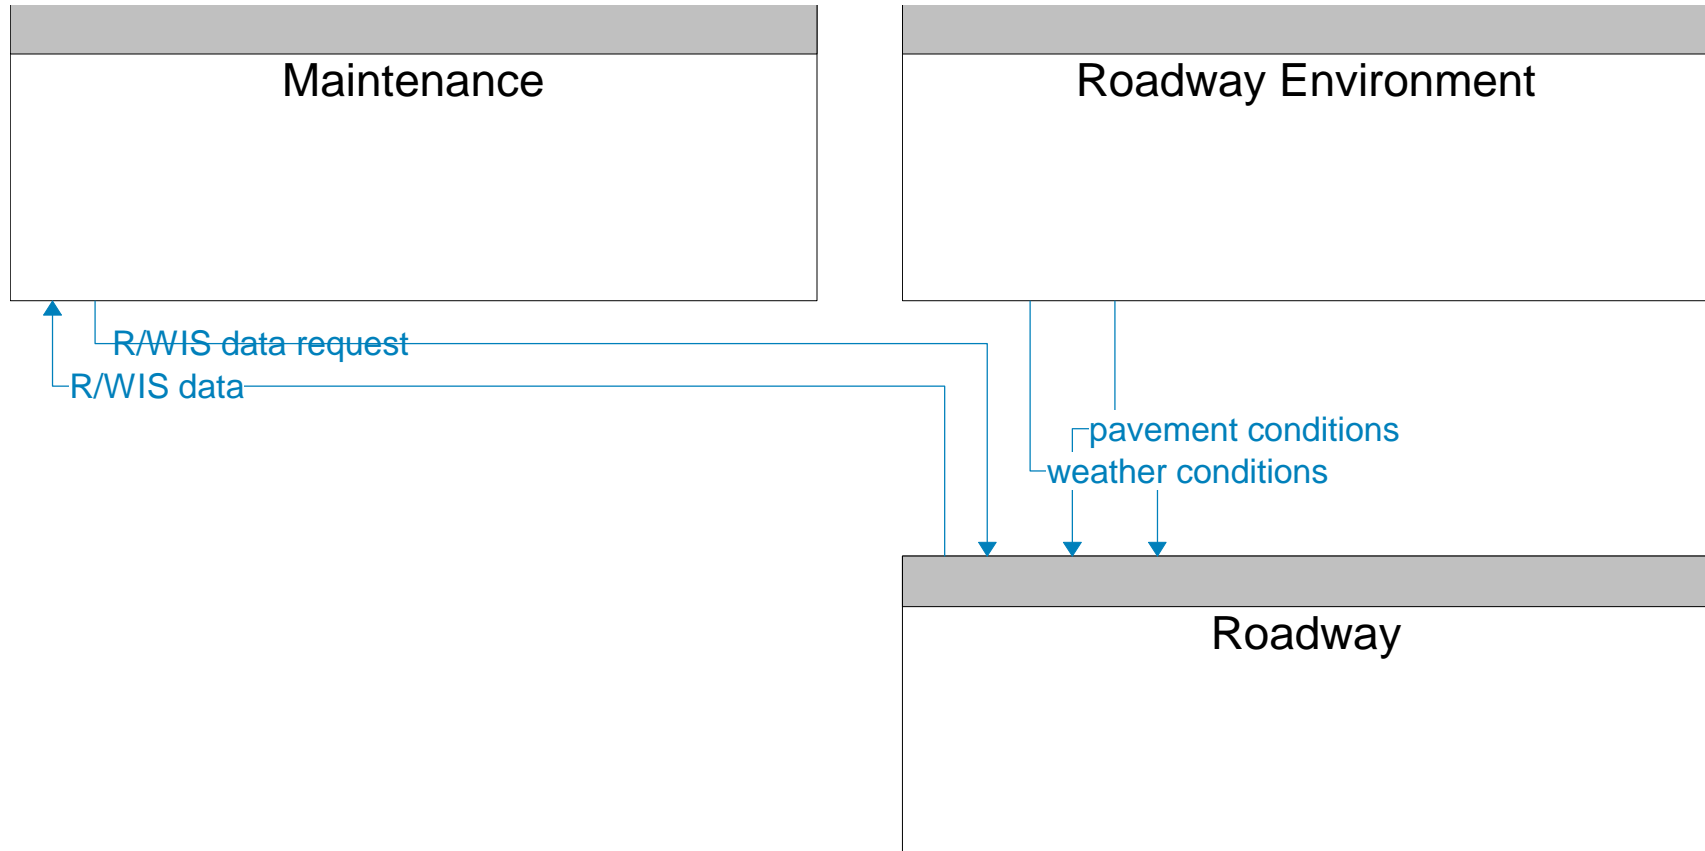 Maintenance
Roadway Environment
R/WIS data request
R/WIS data
pavement conditions
weather conditions
Roadway